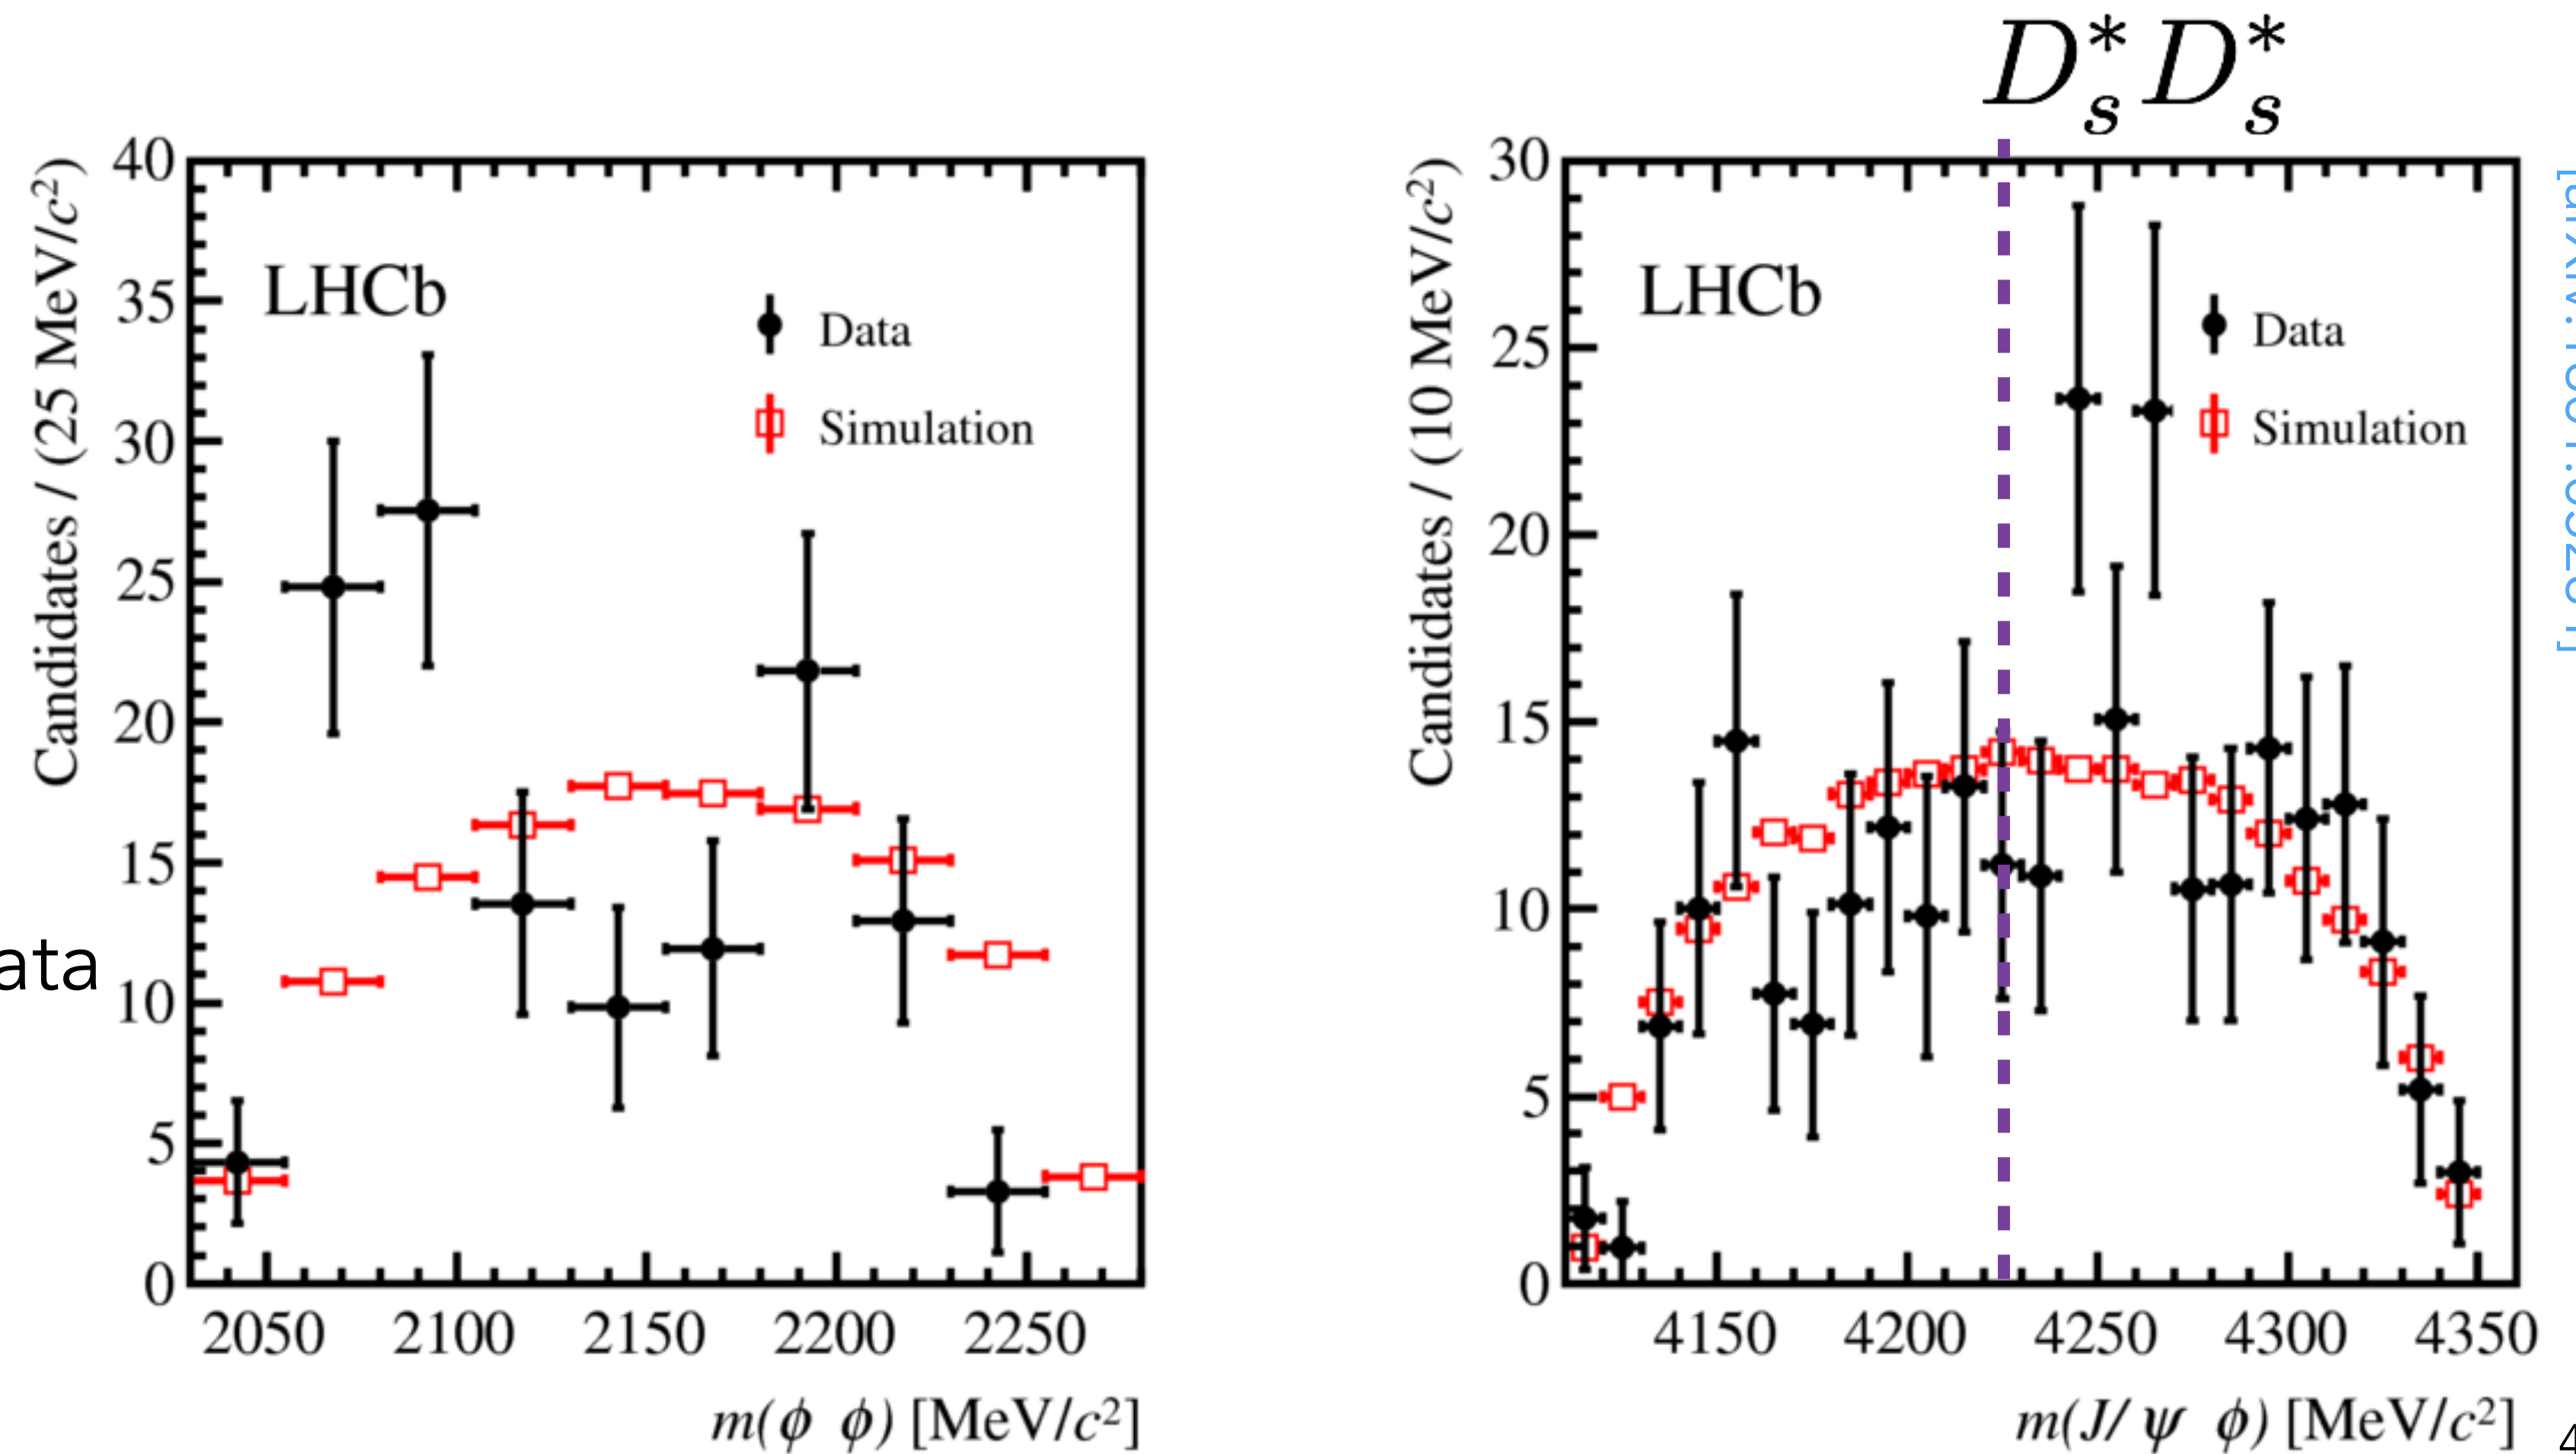 D*s D*s
40
35
30
25
20
15
10
5
0
Candidates / (25 MeV/c²)
LHCb
Data
Simulation
2050 2100 2150 2200 2250
m(ϕ ϕ) [MeV/c²]
30
25
20
15
10
5
0
Candidates / (10 MeV/c²)
LHCb
Data
Simulation
4150 4200 4250 4300 4350
m(J/ψ ϕ) [MeV/c²]
ata